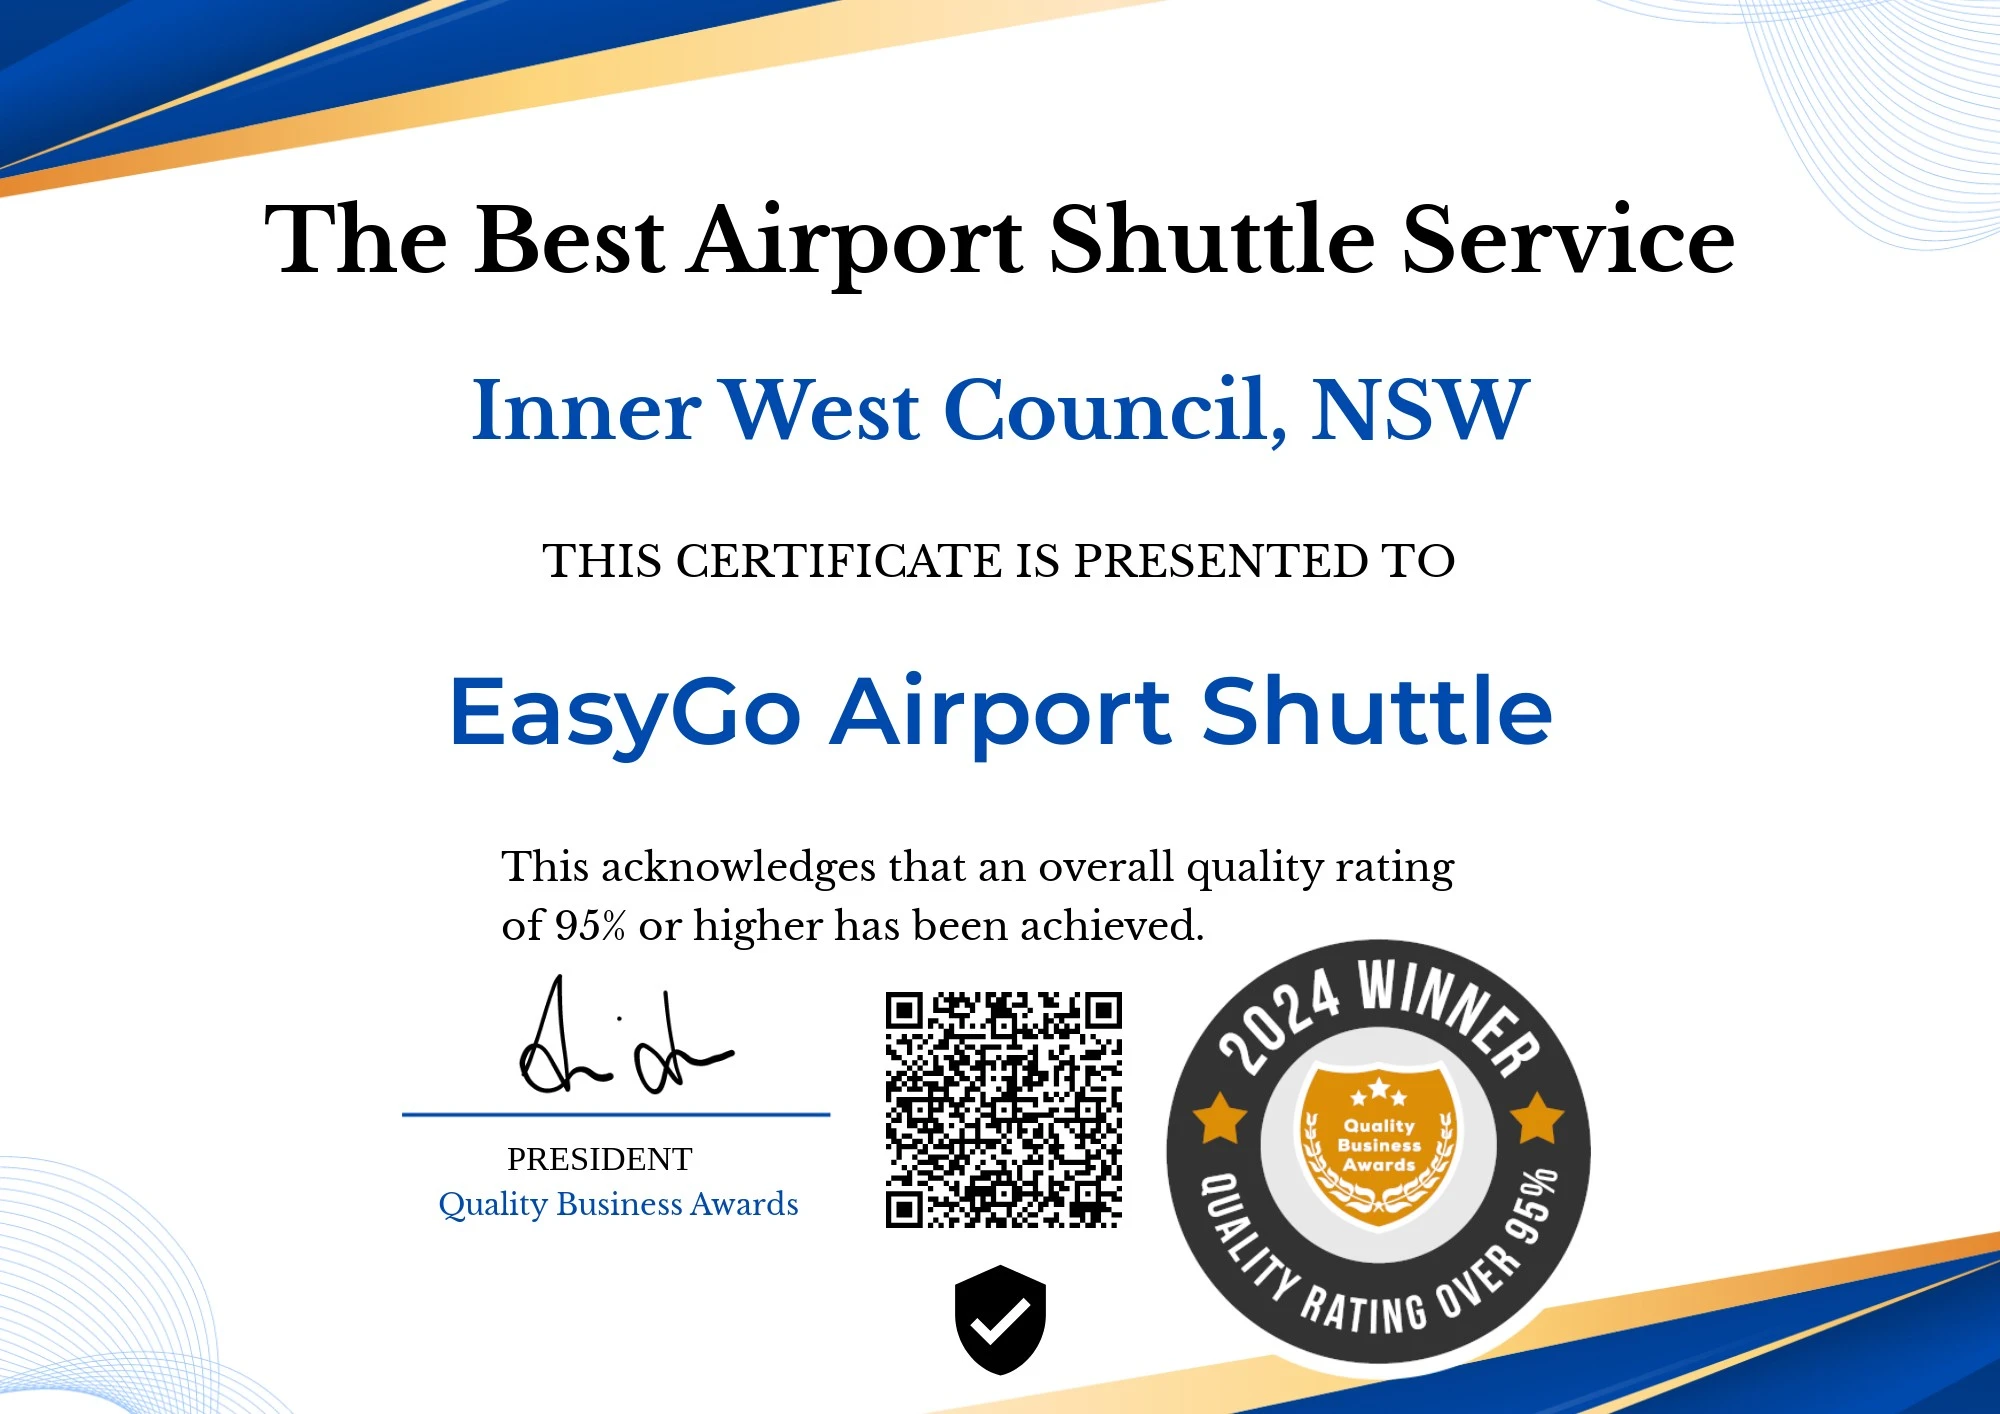 The Best Airport Shuttle Service
Inner West Council, NSW
THIS CERTIFICATE IS PRESENTED TO
EasyGo Airport Shuttle
This acknowledges that an overall quality rating
of 95% or higher has been achieved.
PRESIDENT
Quality Business Awards
2024 WINNER
Quality
Business
Awards
QUALITY RATING OVER 95%